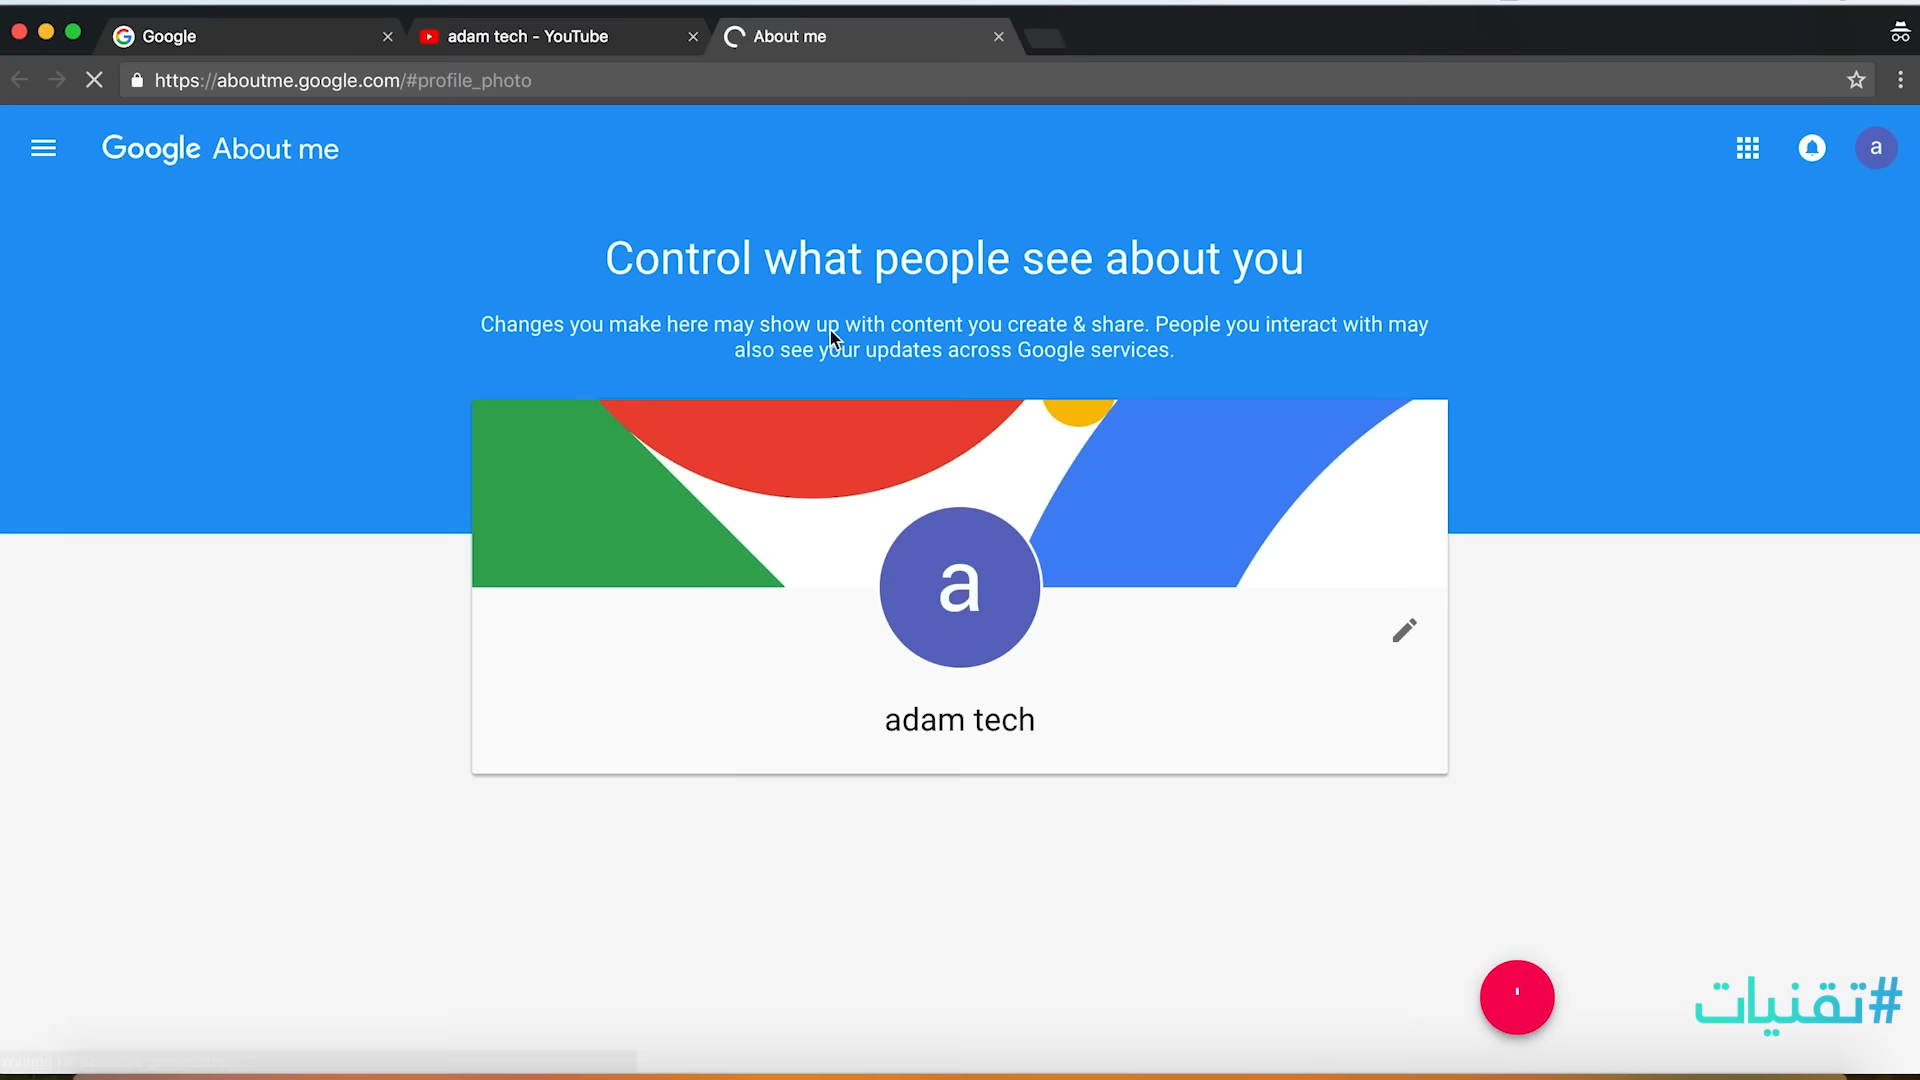 Google
adam tech - YouTube
About me
https://aboutme.google.com/#profile_photo
Google About me
a
Control what people see about you
Changes you make here may show up with content you create & share. People you interact with may
also see your updates across Google services.
a
adam tech
#تقنيات